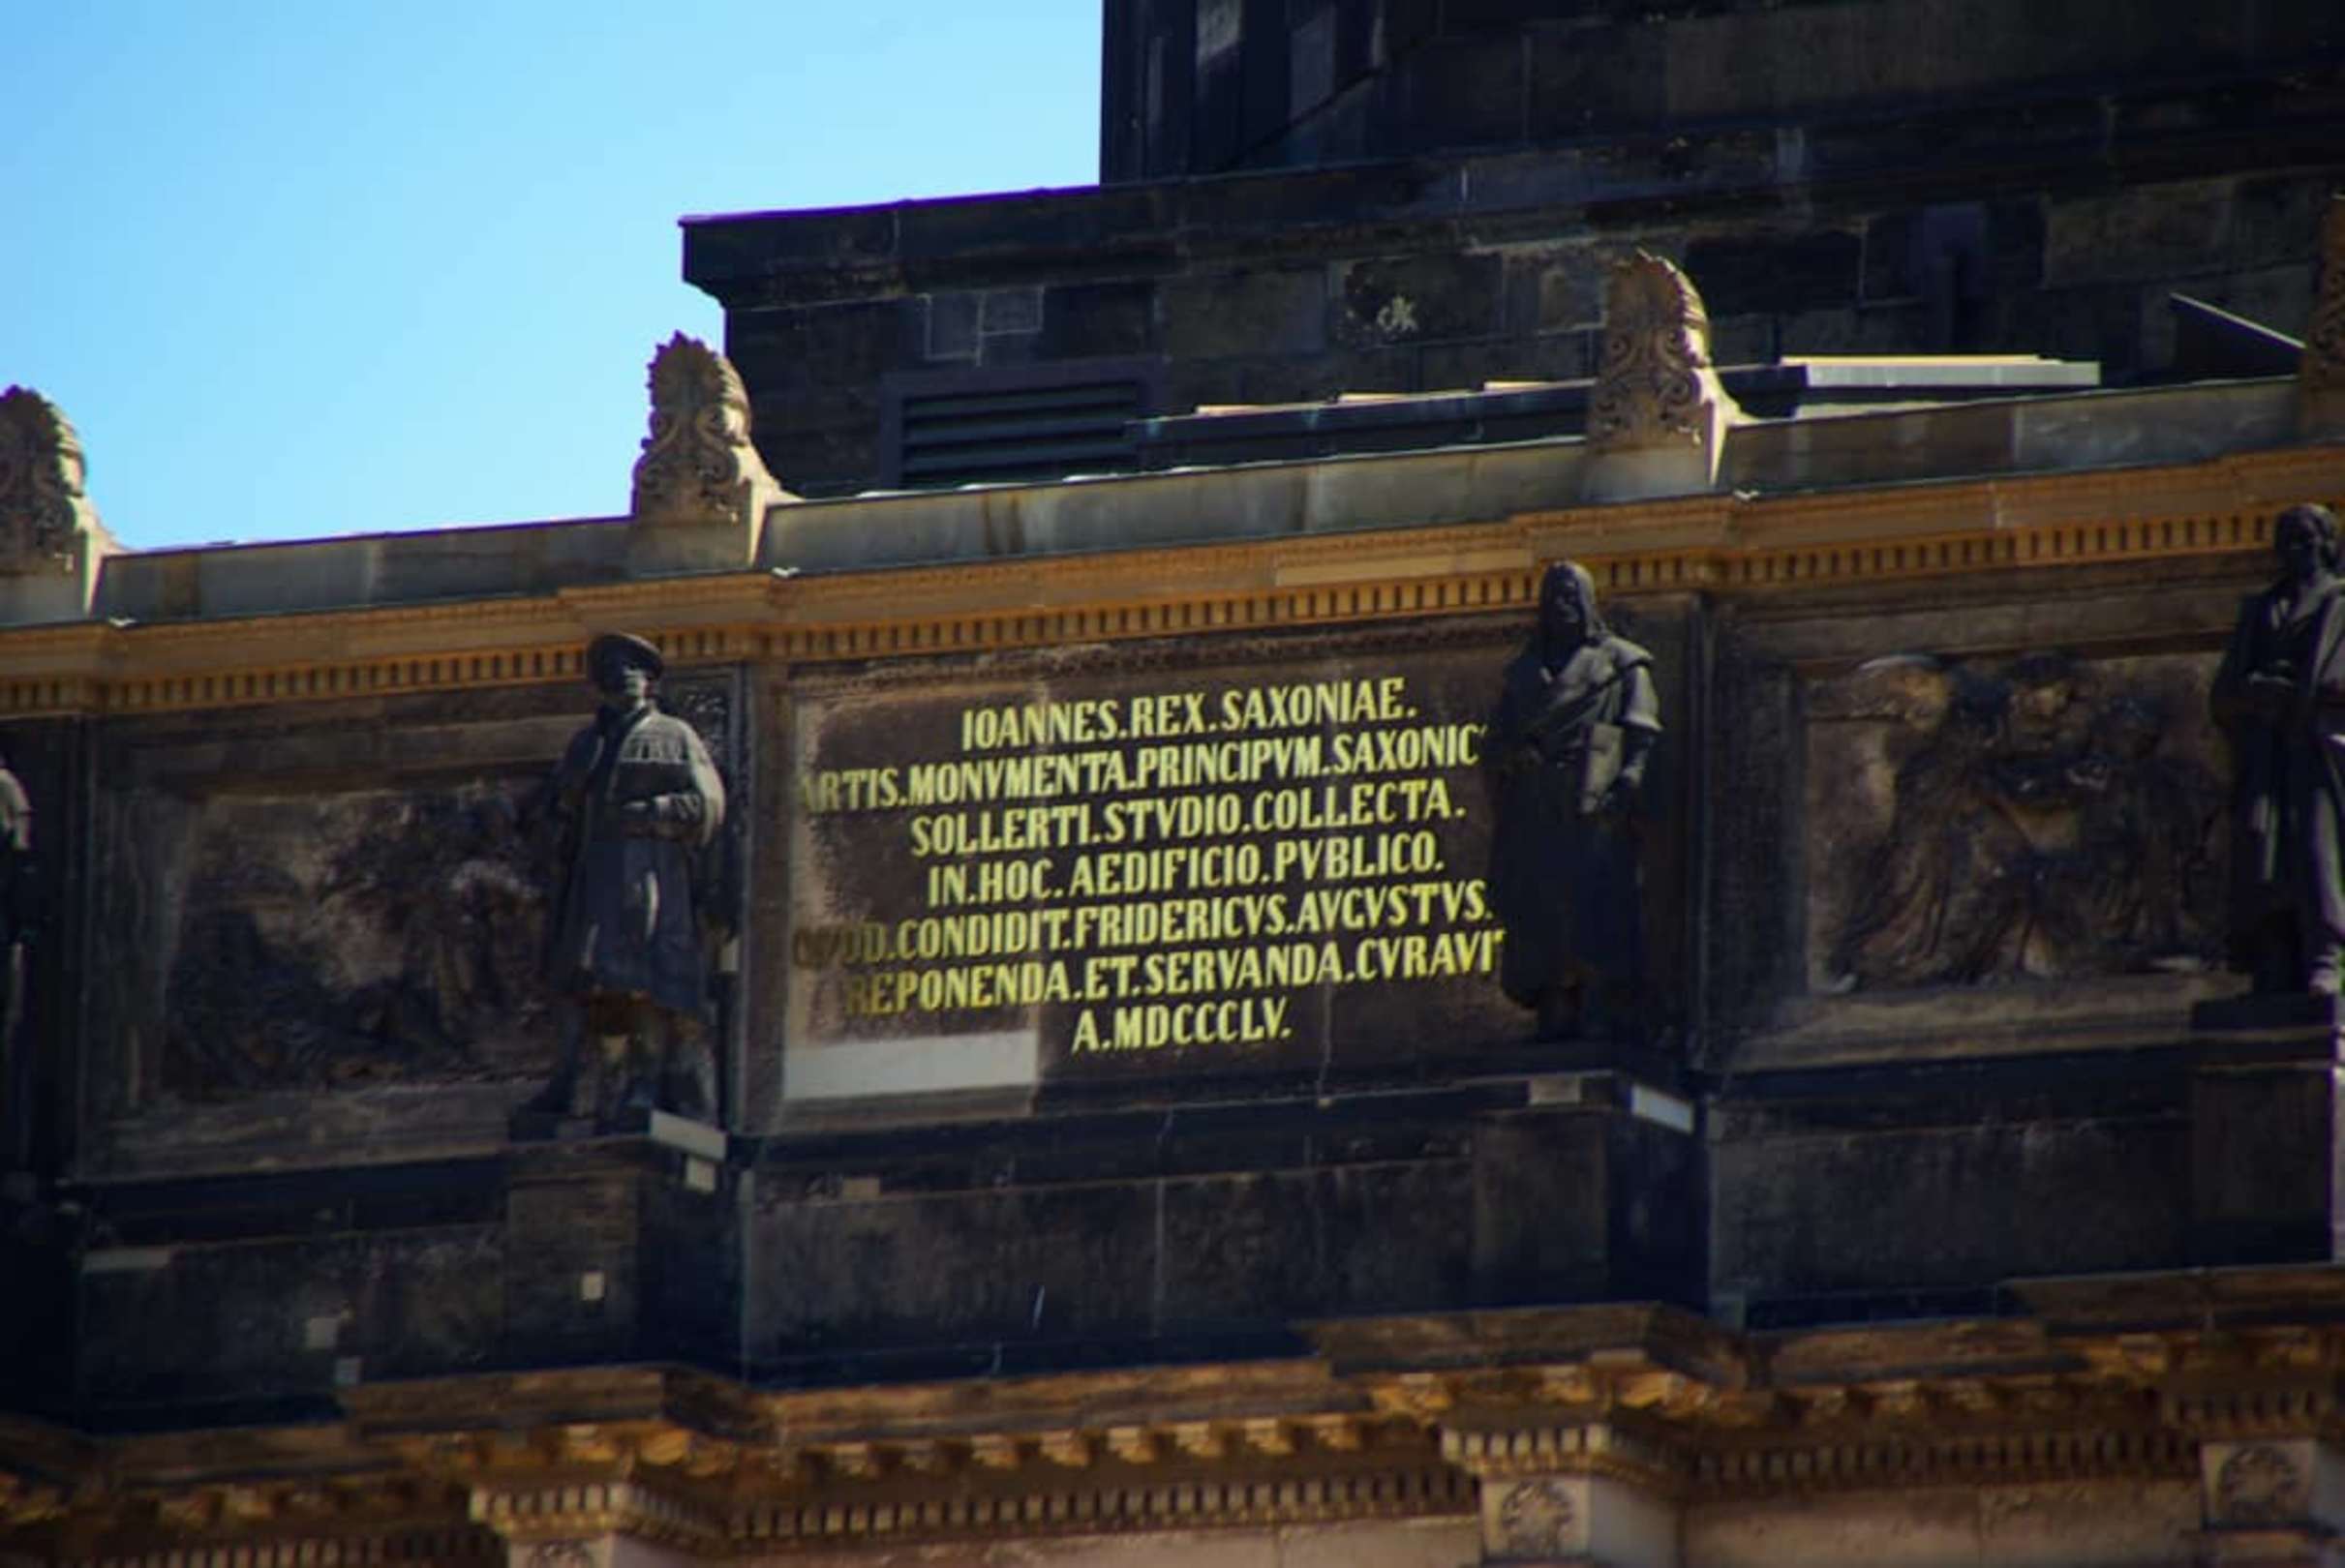 IOANNES.REX.SAXONIAE.
ARTIS.MONVMENTA.PRINCIPVM.SAXONIC
SOLLERTI.STVDIO.COLLECTA.
IN.HOC.AEDIFICIO.PVBLICO.
QVOD.CONDIDIT.FRIDERICVS.AVGVSTVS.
REPONENDA.ET.SERVANDA.CVRAVIT
A.MDCCCLV.